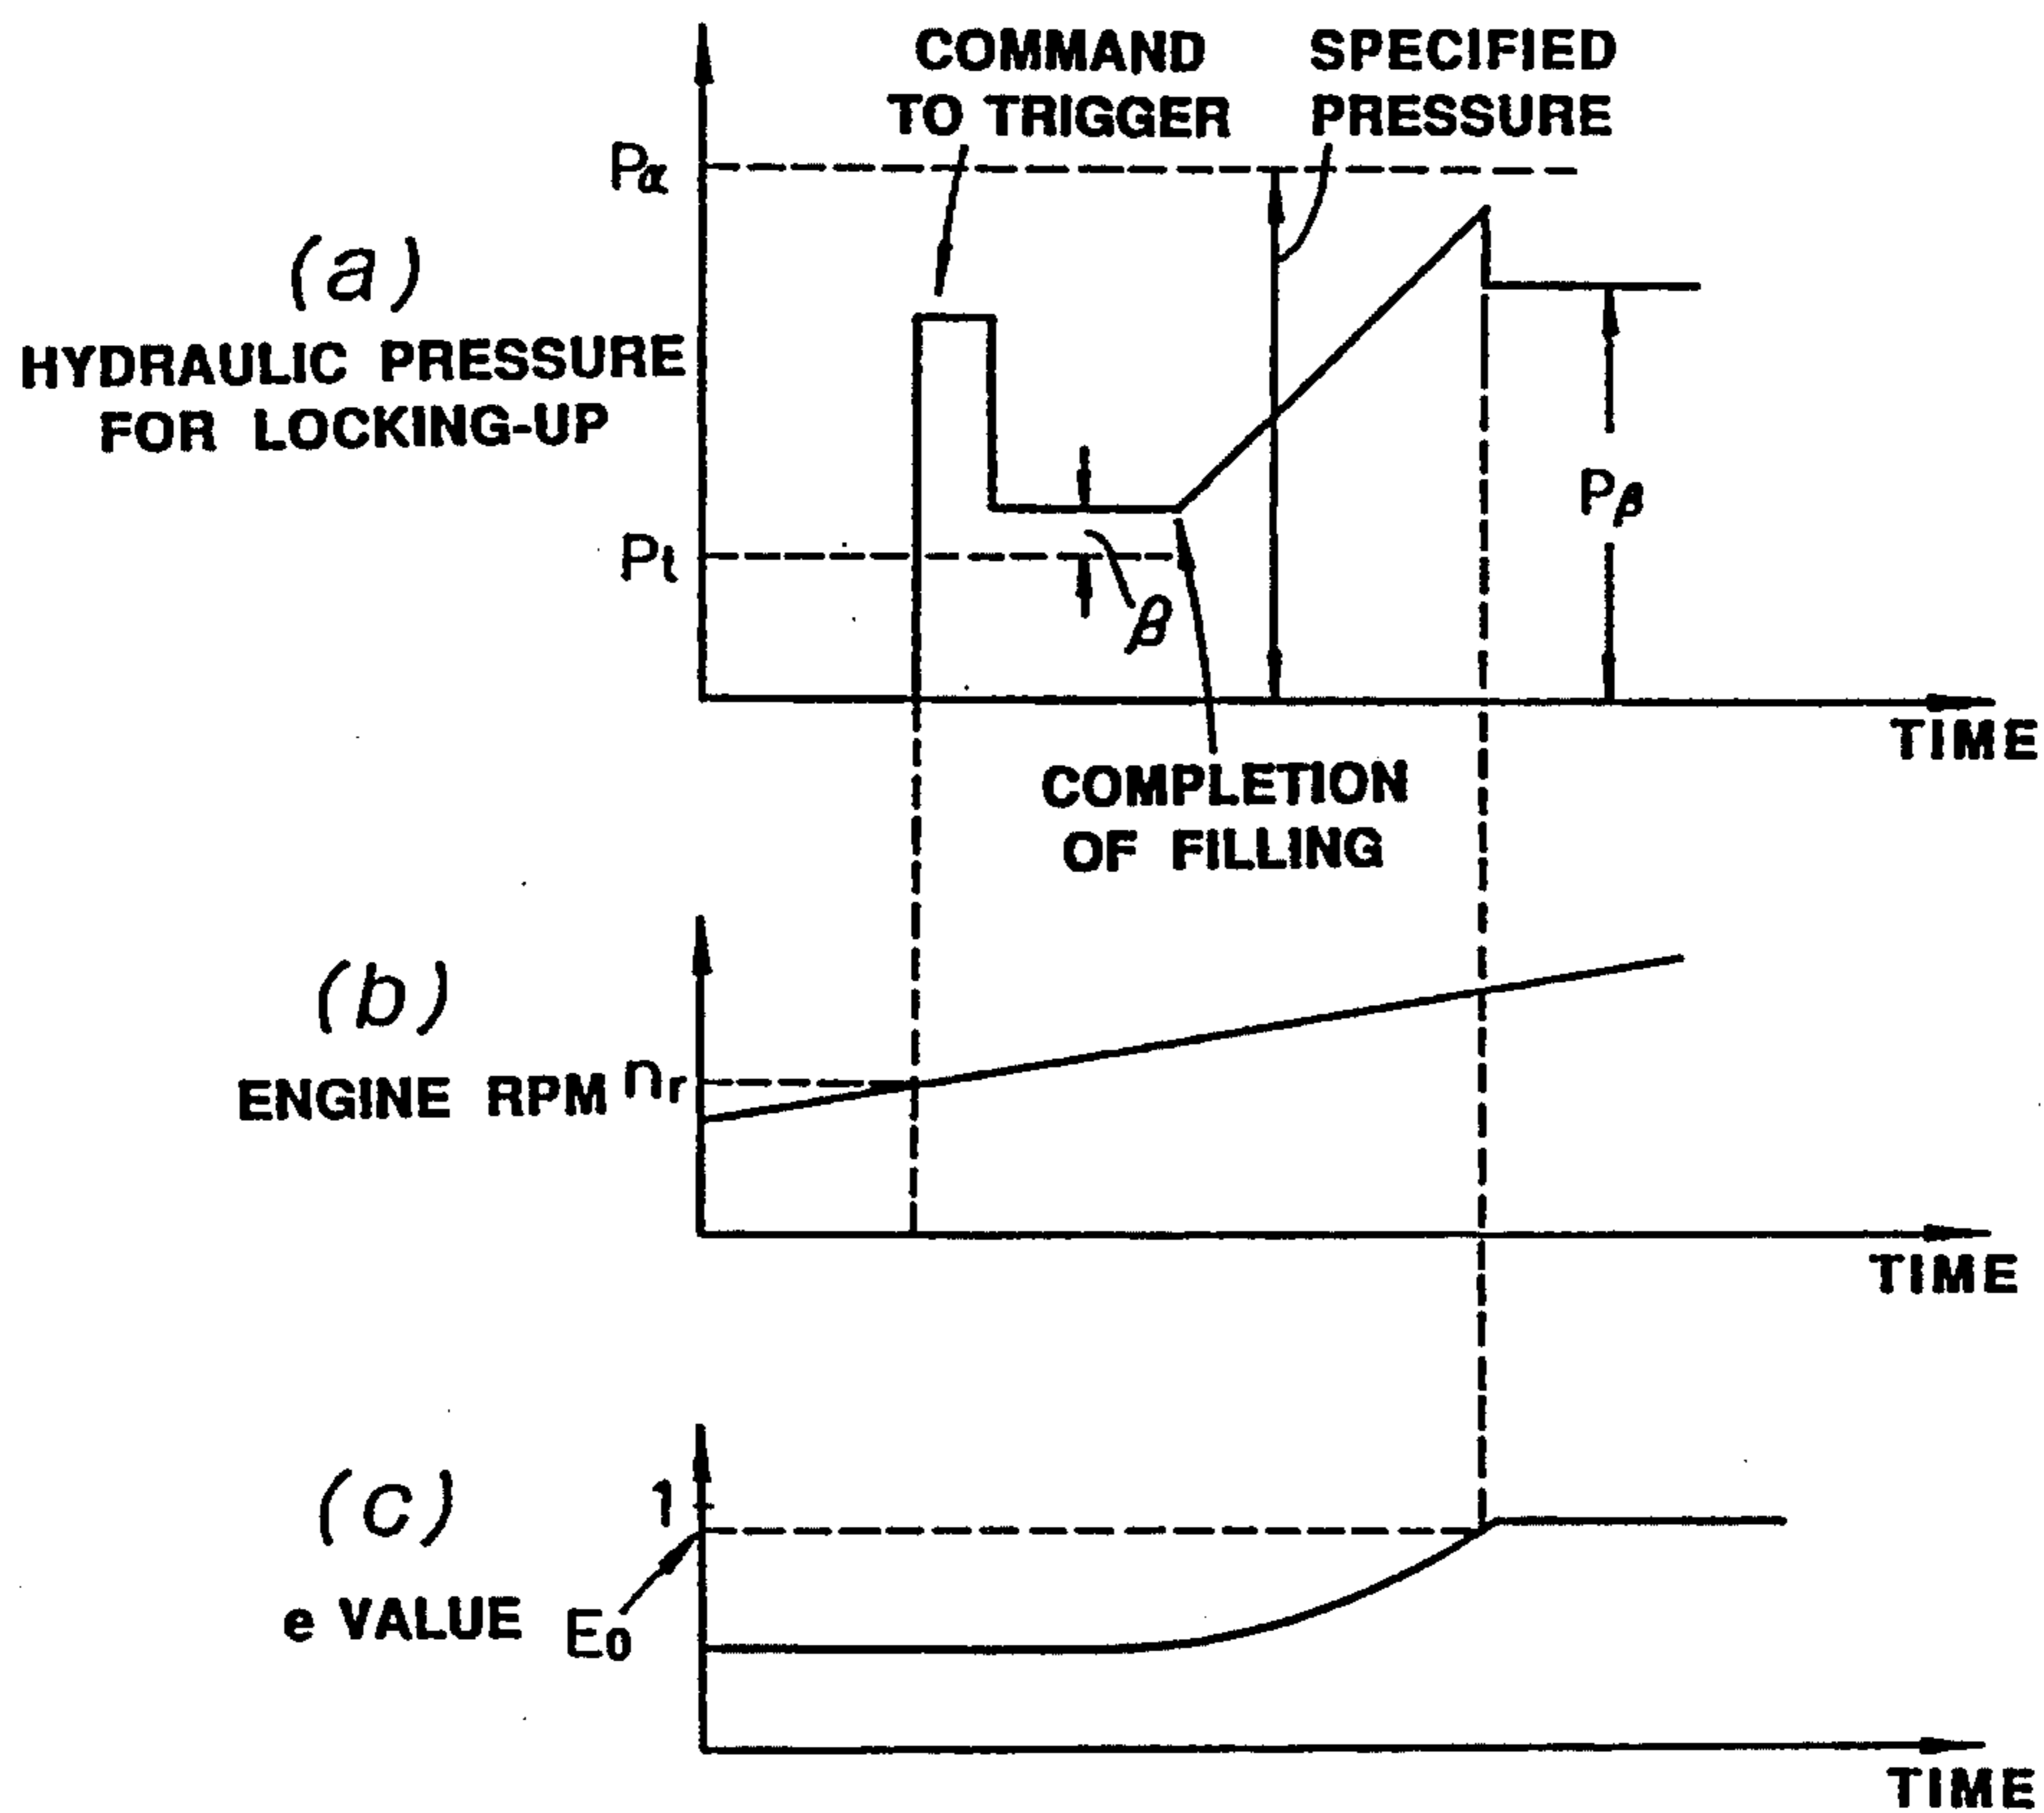 COMMAND
TO TRIGGER
SPECIFIED
PRESSURE
Pα
(a)
HYDRAULIC PRESSURE
FOR LOCKING-UP
Pβ
Pt
β
TIME
COMPLETION
OF FILLING
(b)
ENGINE RPM
nr
TIME
(c)
1
e VALUE
E0
TIME